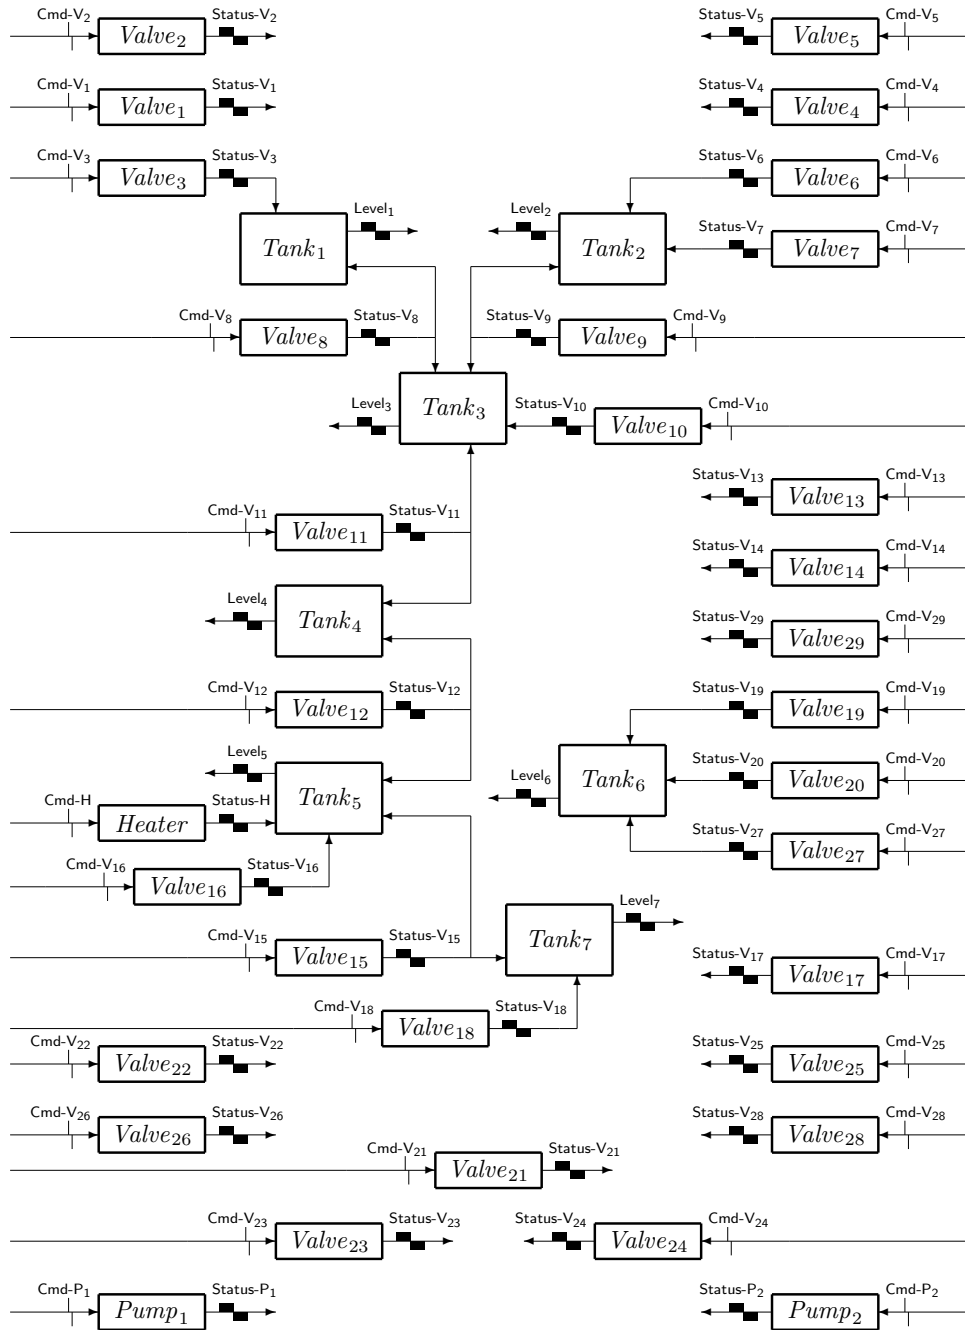 Cmd-V2 Status-V2 Status-V5 Cmd-V5
Valve2 Valve5
Cmd-V1 Status-V1 Status-V4 Cmd-V4
Valve1 Valve4
Cmd-V3 Status-V3 Status-V6 Cmd-V6
Valve3 Valve6
Level1 Level2 Status-V7 Cmd-V7
Tank1 Tank2 Valve7
Cmd-V8 Status-V8 Status-V9 Cmd-V9
Valve8 Valve9
Level3 Tank3 Status-V10 Cmd-V10
Valve10
Status-V13 Cmd-V13
Valve13
Cmd-V11 Status-V11
Valve11
Status-V14 Cmd-V14
Valve14
Level4 Tank4
Status-V29 Cmd-V29
Valve29
Cmd-V12 Status-V12 Status-V19 Cmd-V19
Valve12 Valve19
Level5 Tank5 Level6 Tank6 Status-V20 Cmd-V20
Valve20
Cmd-H Status-H Status-V27 Cmd-V27
Heater Valve27
Cmd-V16 Status-V16
Valve16
Level7
Tank7
Cmd-V15 Status-V15 Status-V17 Cmd-V17
Valve15 Valve17
Cmd-V18 Status-V18
Valve18
Cmd-V22 Status-V22 Status-V25 Cmd-V25
Valve22 Valve25
Cmd-V26 Status-V26 Status-V28 Cmd-V28
Valve26 Valve28
Cmd-V21 Status-V21
Valve21
Cmd-V23 Status-V23 Status-V24 Cmd-V24
Valve23 Valve24
Cmd-P1 Status-P1 Status-P2 Cmd-P2
Pump1 Pump2